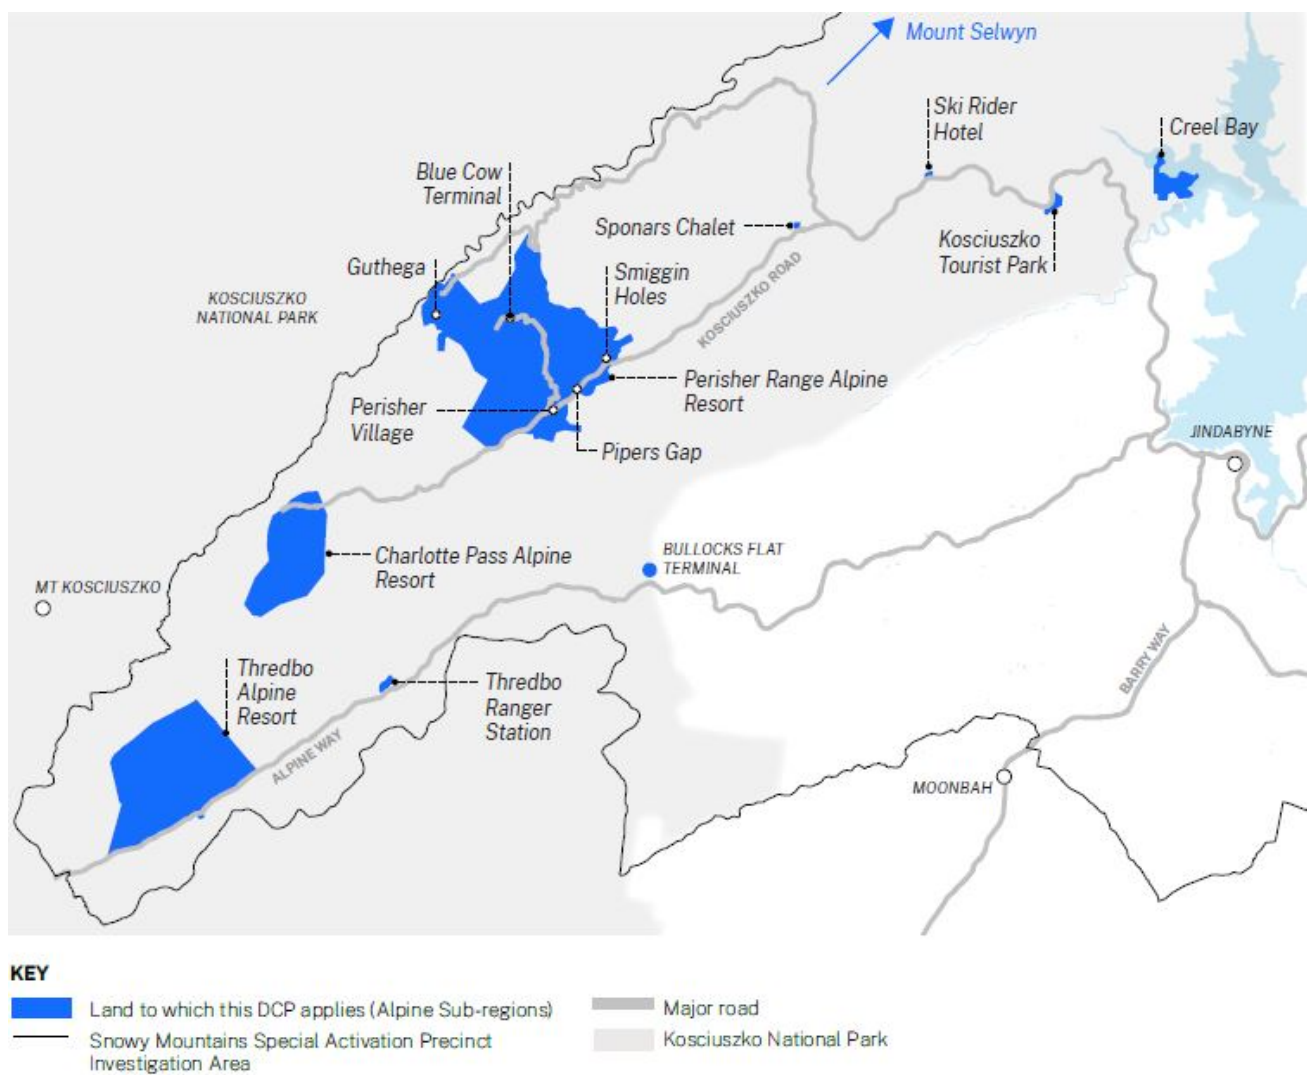 Mount Selwyn
Ski Rider
Hotel
Creel Bay
Blue Cow
Terminal
Sponars Chalet
Kosciuszko
Tourist Park
Guthega
Smiggin
Holes
KOSCIUSZKO
NATIONAL PARK
KOSCIUSZKO ROAD
Perisher Range Alpine
Resort
Perisher
Village
Pipers Gap
JINDABYNE
Charlotte Pass Alpine
Resort
BULLOCKS FLAT
TERMINAL
MT KOSCIUSZKO
Thredbo
Alpine
Resort
Thredbo
Ranger
Station
BARRY WAY
ALPINE WAY
MOONBAH
KEY
Land to which this DCP applies (Alpine Sub-regions)
Major road
Snowy Mountains Special Activation Precinct
Investigation Area
Kosciuszko National Park